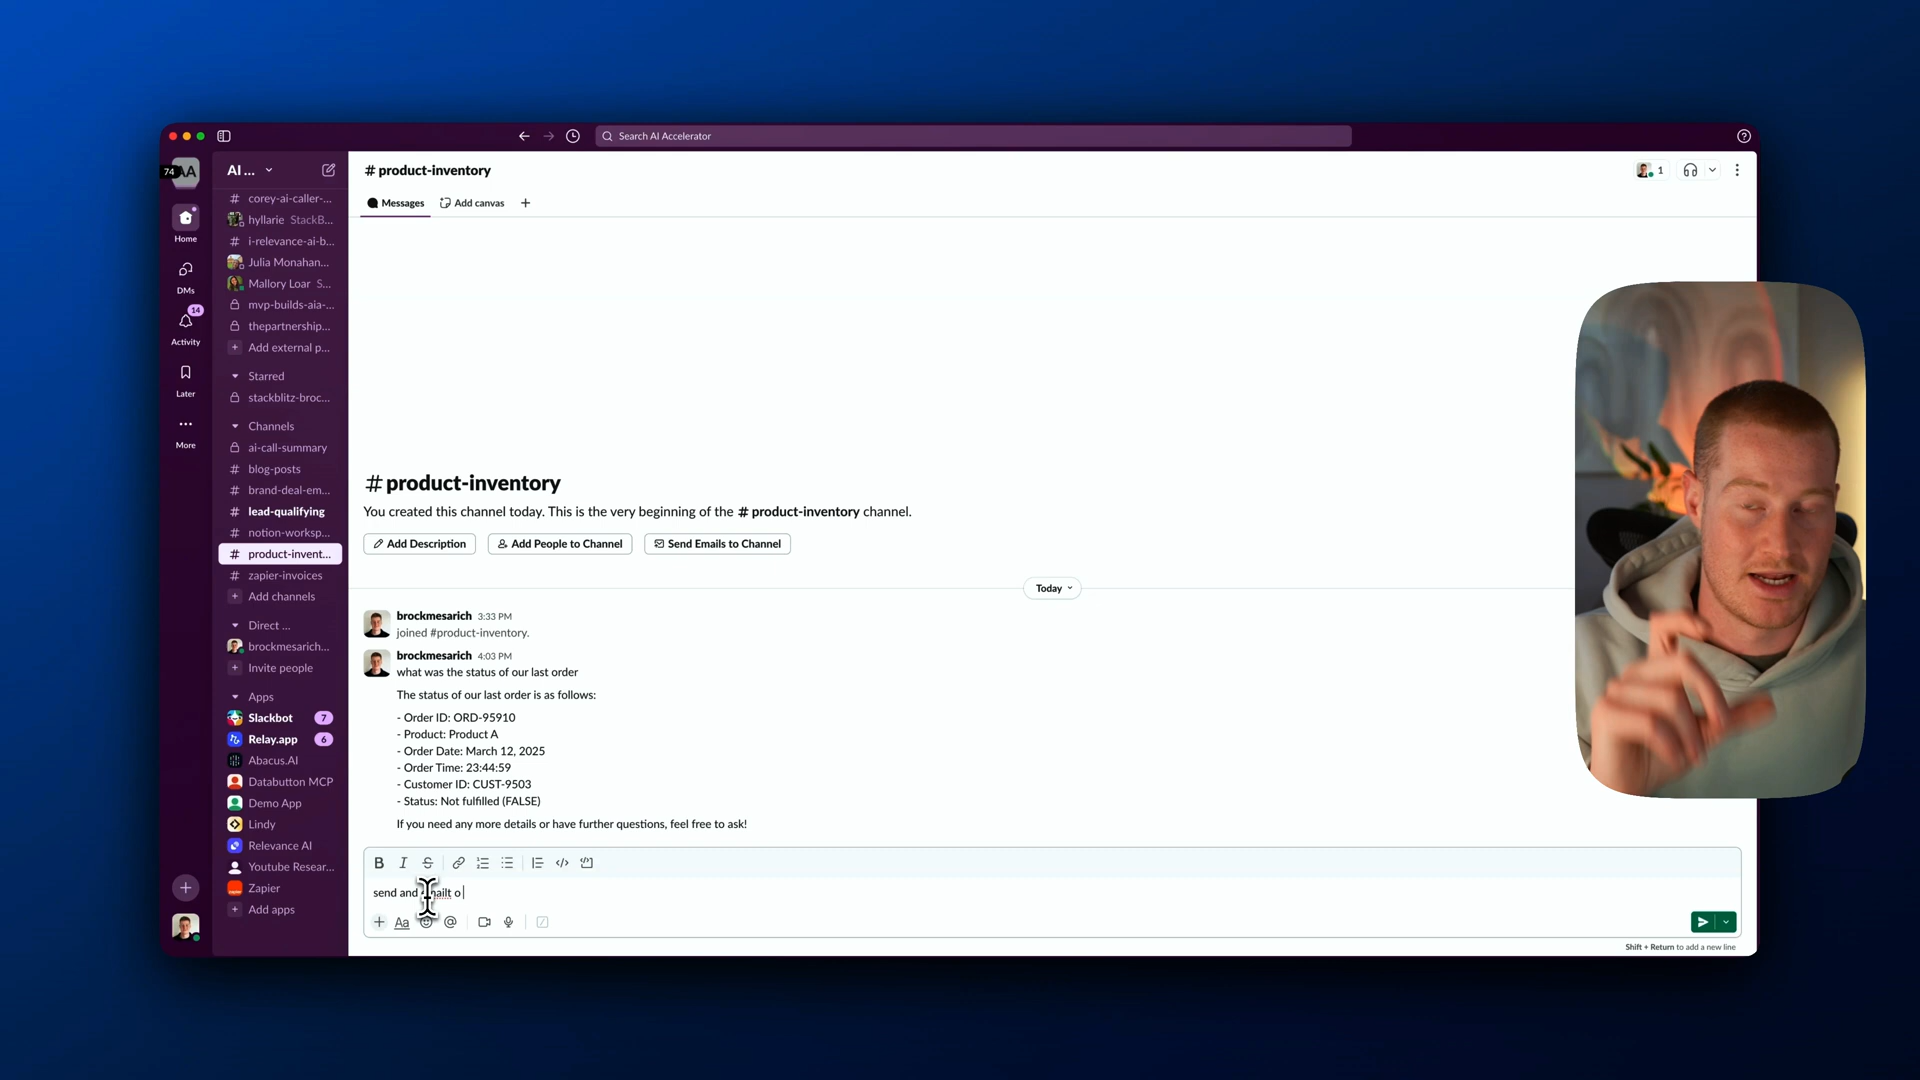 Search AI Accelerator
74
AA
Home
DMs
14
Activity
Later
More
AI ...
corey-ai-caller-...
hyllarie StackB...
i-relevance-ai-b...
Julia Monahan...
Mallory Loar S...
mvp-builds-aia-...
thepartnership...
Add external p...
Starred
stackblitz-broc...
Channels
ai-call-summary
blog-posts
brand-deal-em...
lead-qualifying
notion-worksp...
product-invent...
zapier-invoices
Add channels
Direct ...
brockmesarich...
Invite people
Apps
Slackbot 7
Relay.app 6
Abacus.AI
Databutton MCP
Demo App
Lindy
Relevance AI
Youtube Resear...
Zapier
Add apps
# product-inventory
1
Messages
Add canvas
# product-inventory
You created this channel today. This is the very beginning of the # product-inventory channel.
Add Description
Add People to Channel
Send Emails to Channel
Today
brockmesarich 3:33 PM
joined #product-inventory.
brockmesarich 4:03 PM
what was the status of our last order
The status of our last order is as follows:
- Order ID: ORD-95910
- Product: Product A
- Order Date: March 12, 2025
- Order Time: 23:44:59
- Customer ID: CUST-9503
- Status: Not fulfilled (FALSE)
If you need any more details or have further questions, feel free to ask!
B I S
send and o
Aa
Shift + Return to add a new line